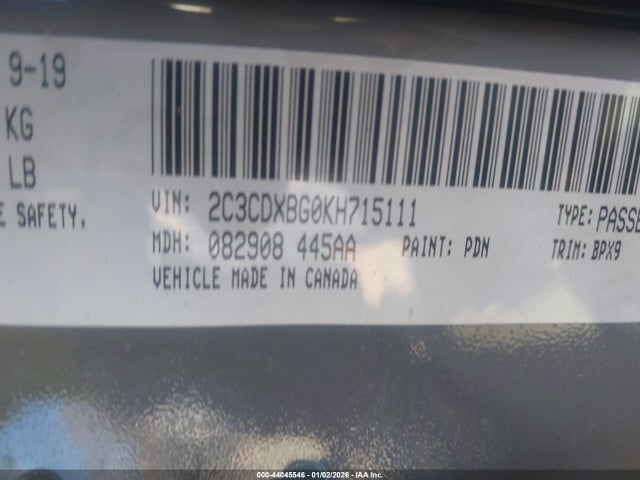 9-19
KG
LB
E SAFETY,
VIN: 2C3CDXBG0KH715111 TYPE: PASSE
MDH: 082908 445AA PAINT: PDN TRIM: BPX9
VEHICLE MADE IN CANADA
000-44045546 - 01/02/2026 - IAA Inc.